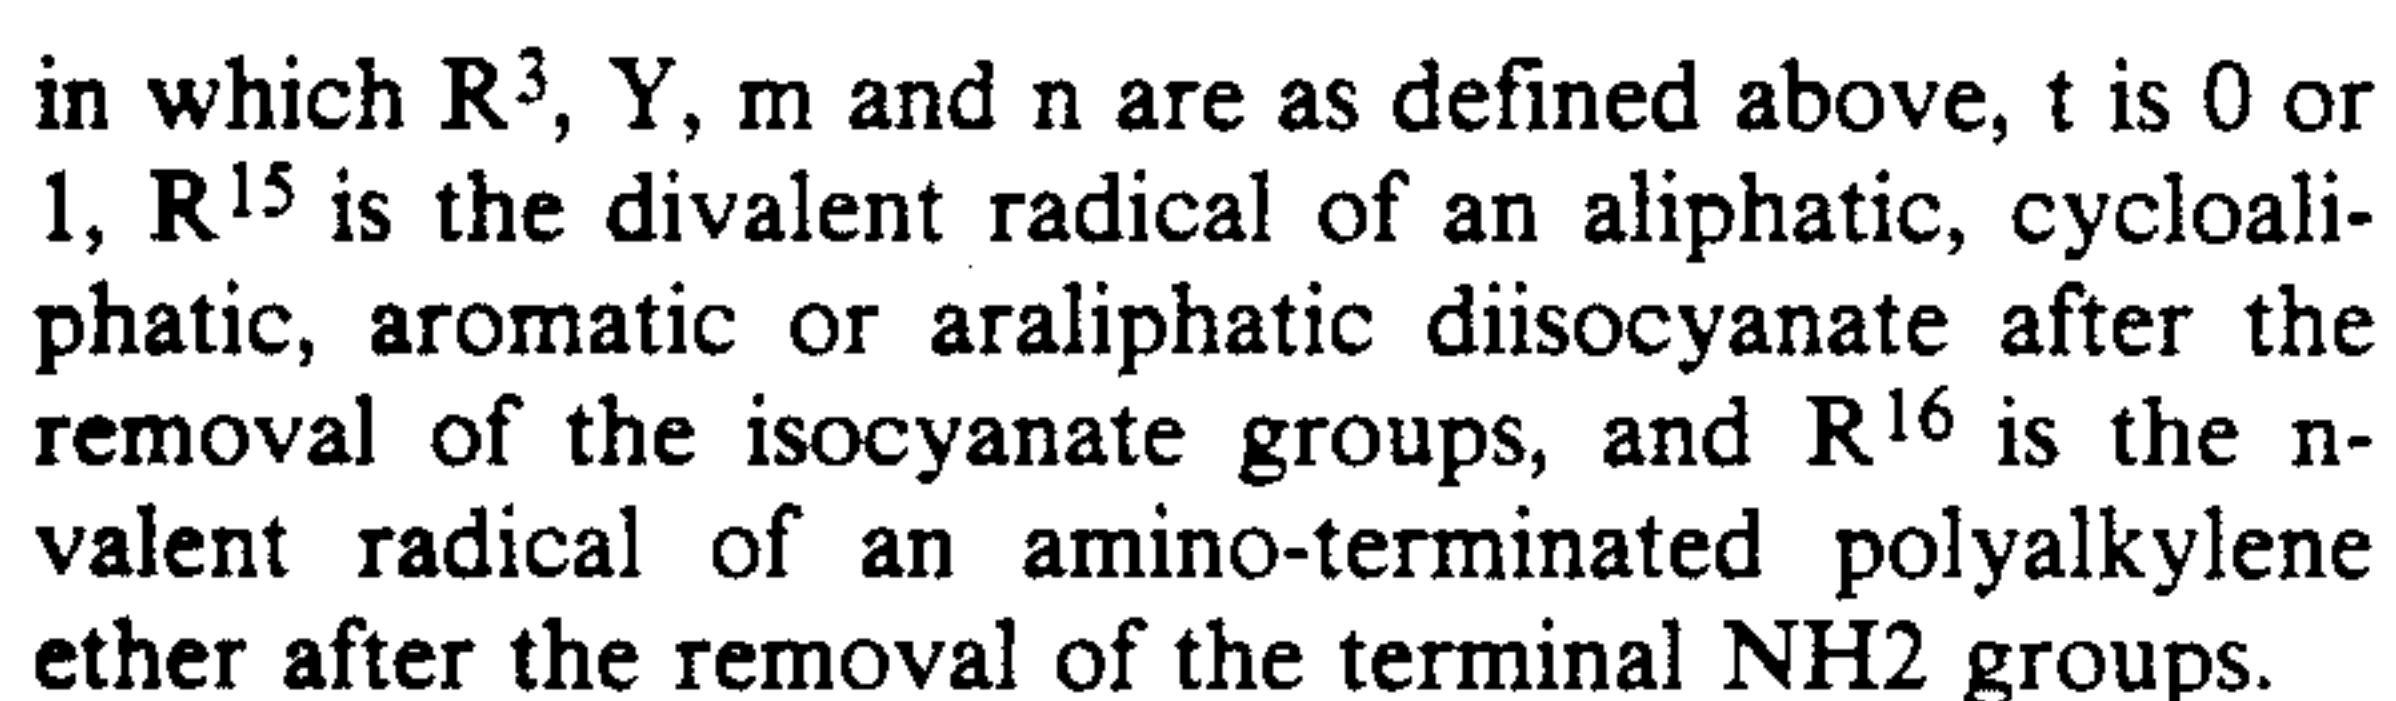 in which R³, Y, m and n are as defined above, t is 0 or
1, R¹⁵ is the divalent radical of an aliphatic, cycloali-
phatic, aromatic or araliphatic diisocyanate after the
removal of the isocyanate groups, and R¹⁶ is the n-
valent radical of an amino-terminated polyalkylene
ether after the removal of the terminal NH2 groups.